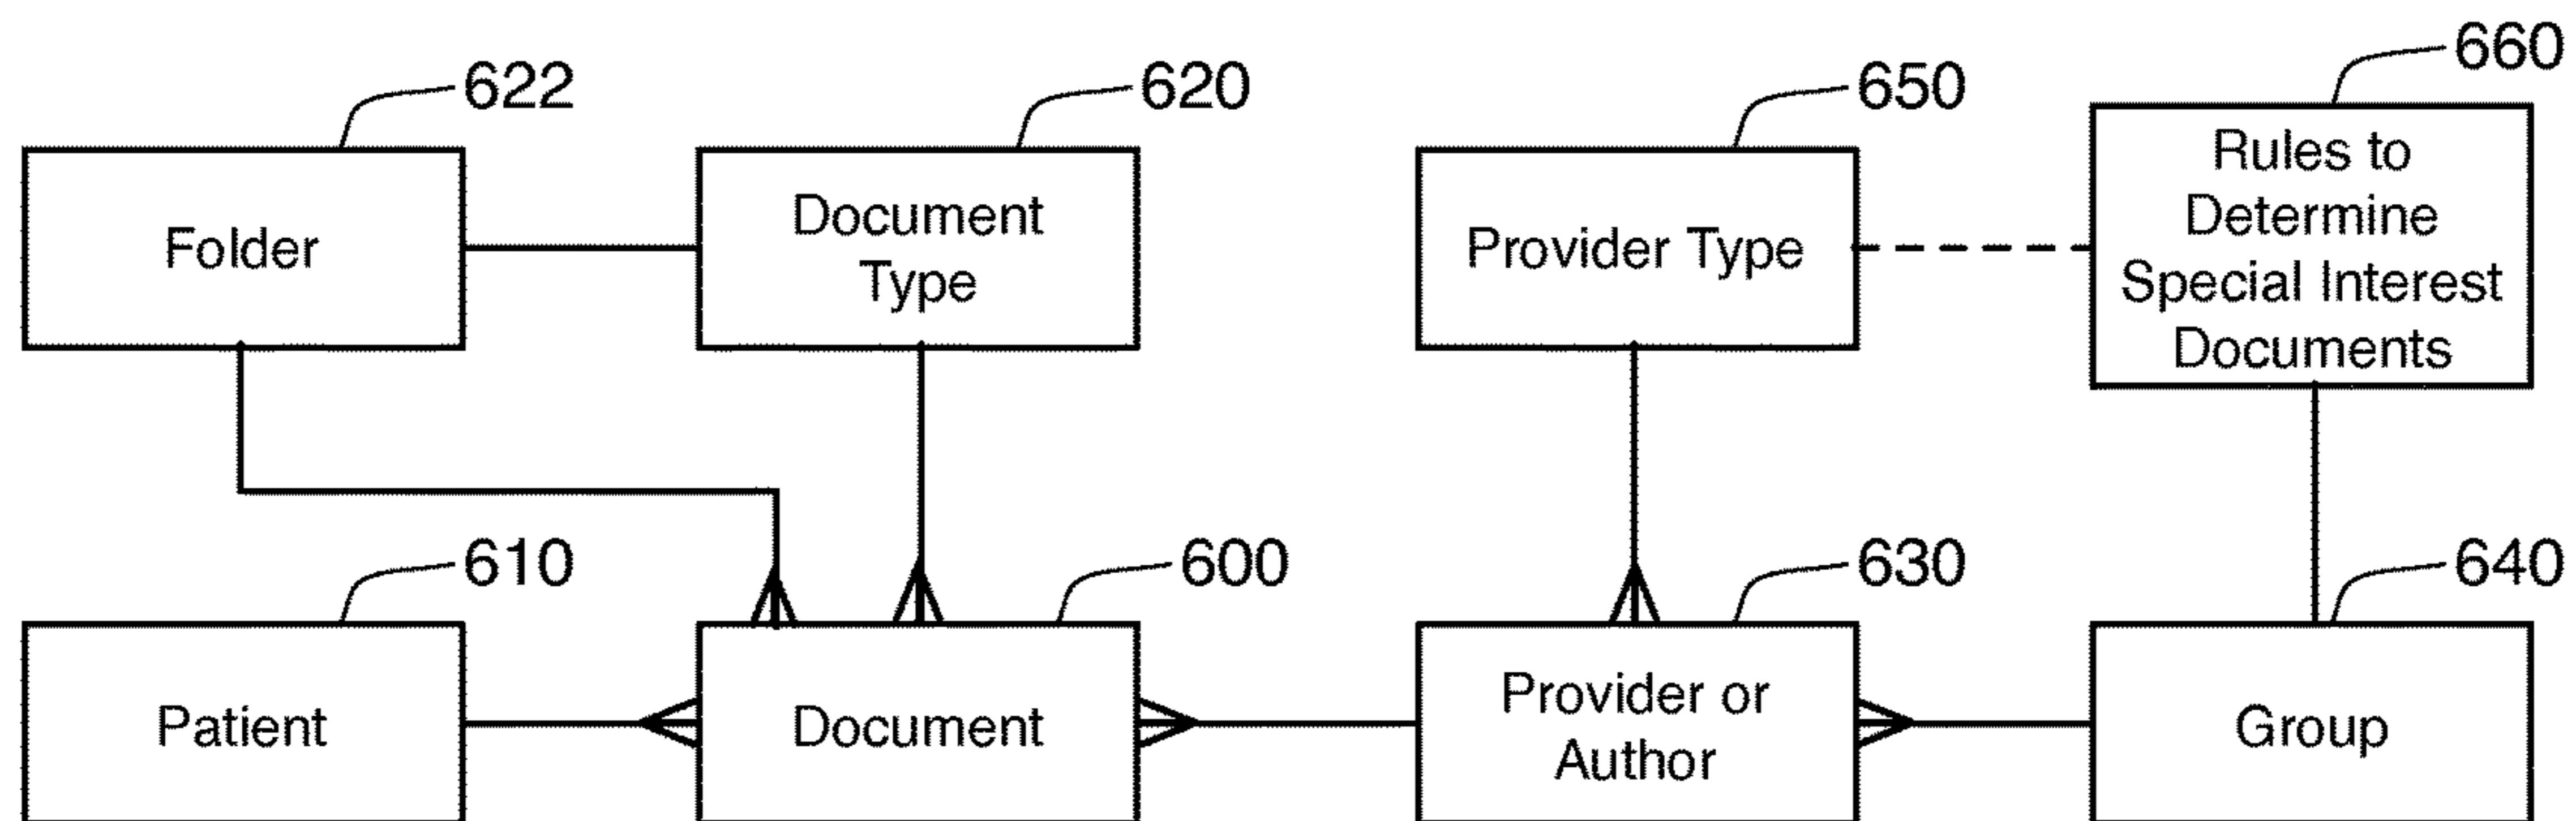 622
620
650
660
Folder
Document
Type
Provider Type
Rules to
Determine
Special Interest
Documents
610
600
630
640
Patient
Document
Provider or
Author
Group